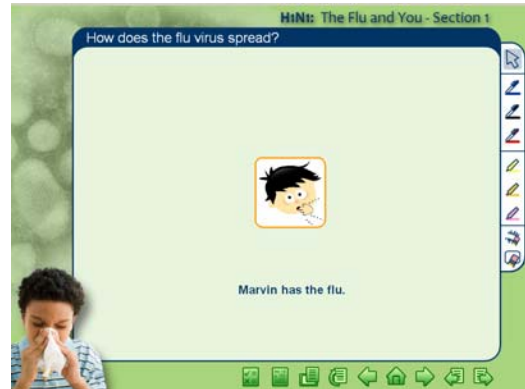 H1N1: The Flu and You - Section 1
How does the flu virus spread?
Marvin has the flu.